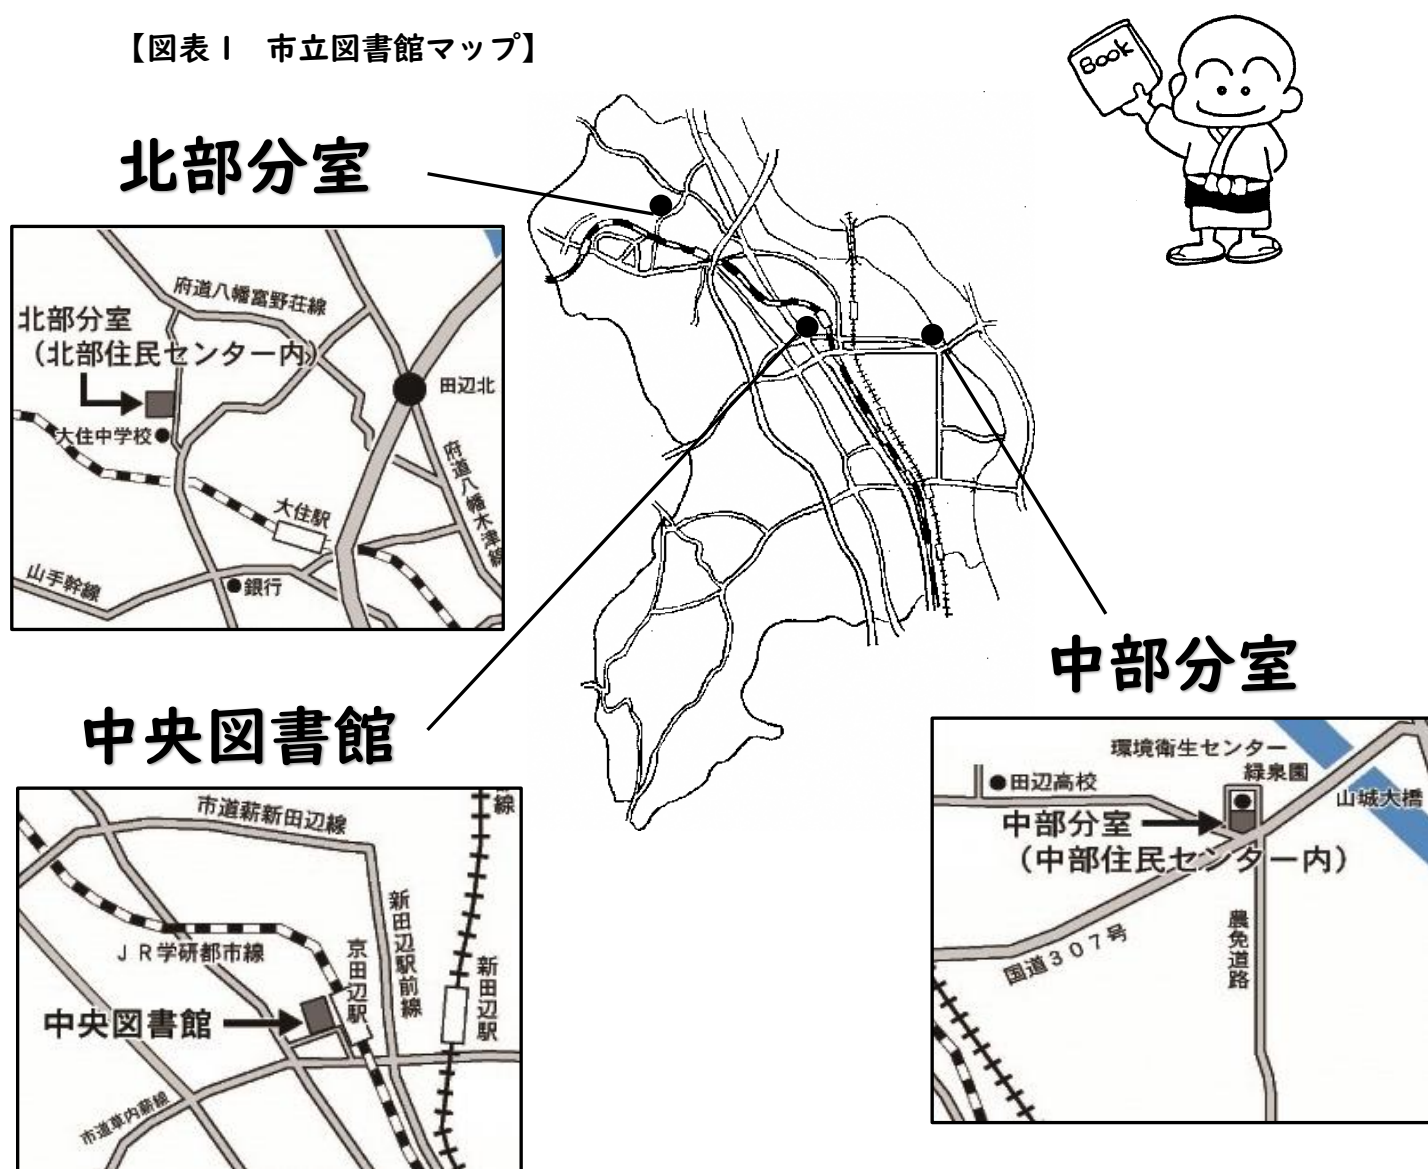 【図表1　市立図書館マップ】
Book
北部分室
府道八幡富野荘線
北部分室
（北部住民センター内）
田辺北
大住中学校
府道八幡木津線
大住駅
山手幹線
銀行
中央図書館
線
市道薪新田辺線
新田辺駅前線
ＪＲ学研都市線
京田辺駅
新田辺駅
中央図書館
市道草内薪線
中部分室
環境衛生センター
緑泉園
田辺高校
山城大橋
中部分室
（中部住民センター内）
農免道路
国道３０７号